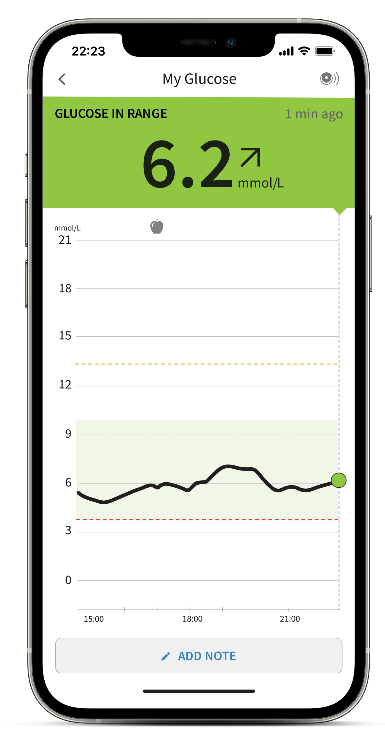 22:23
My Glucose
GLUCOSE IN RANGE
1 min ago
6.2
mmol/L
mmol/L
21
18
15
12
9
6
3
0
15:00
18:00
21:00
ADD NOTE